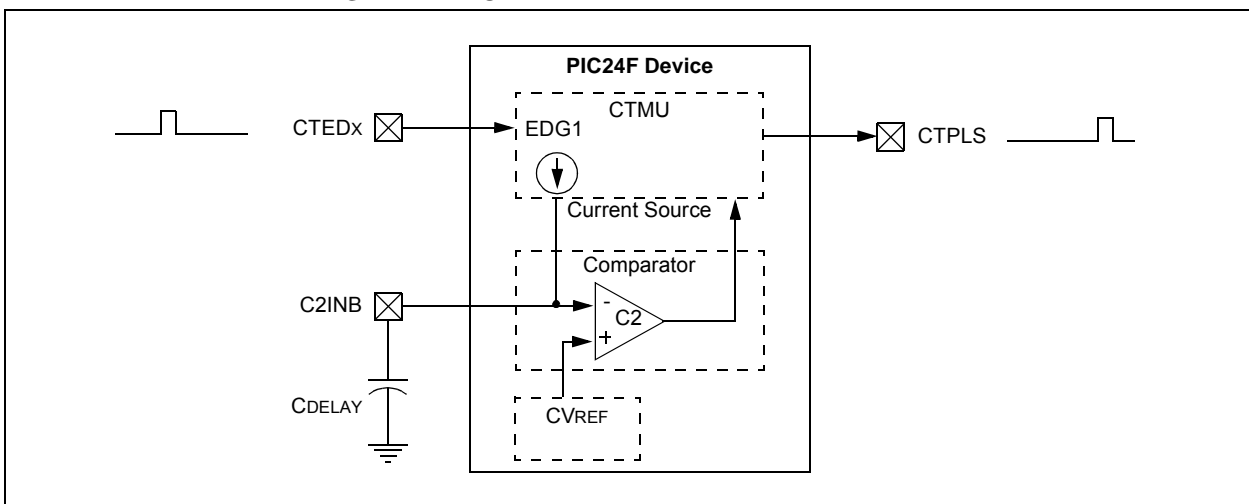 PIC24F Device
CTMU
CTEDX
EDG1
CTPLS
Current Source
Comparator
C2INB
-
C2
+
CDELAY
CVREF